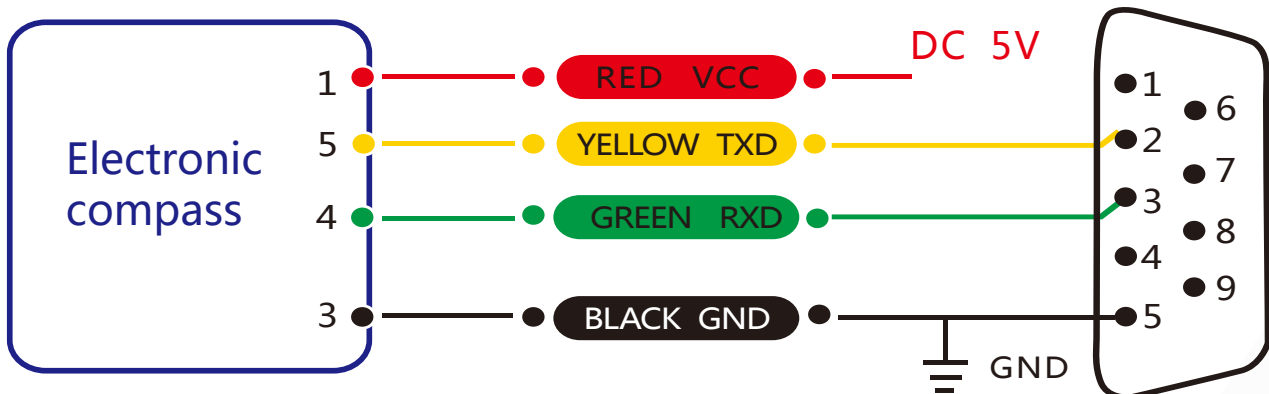 DC 5V
1 RED VCC 1
6
Electronic 5 YELLOW TXD 2
7
compass 4 GREEN RXD 3
8
4
9
3 BLACK GND 5
GND